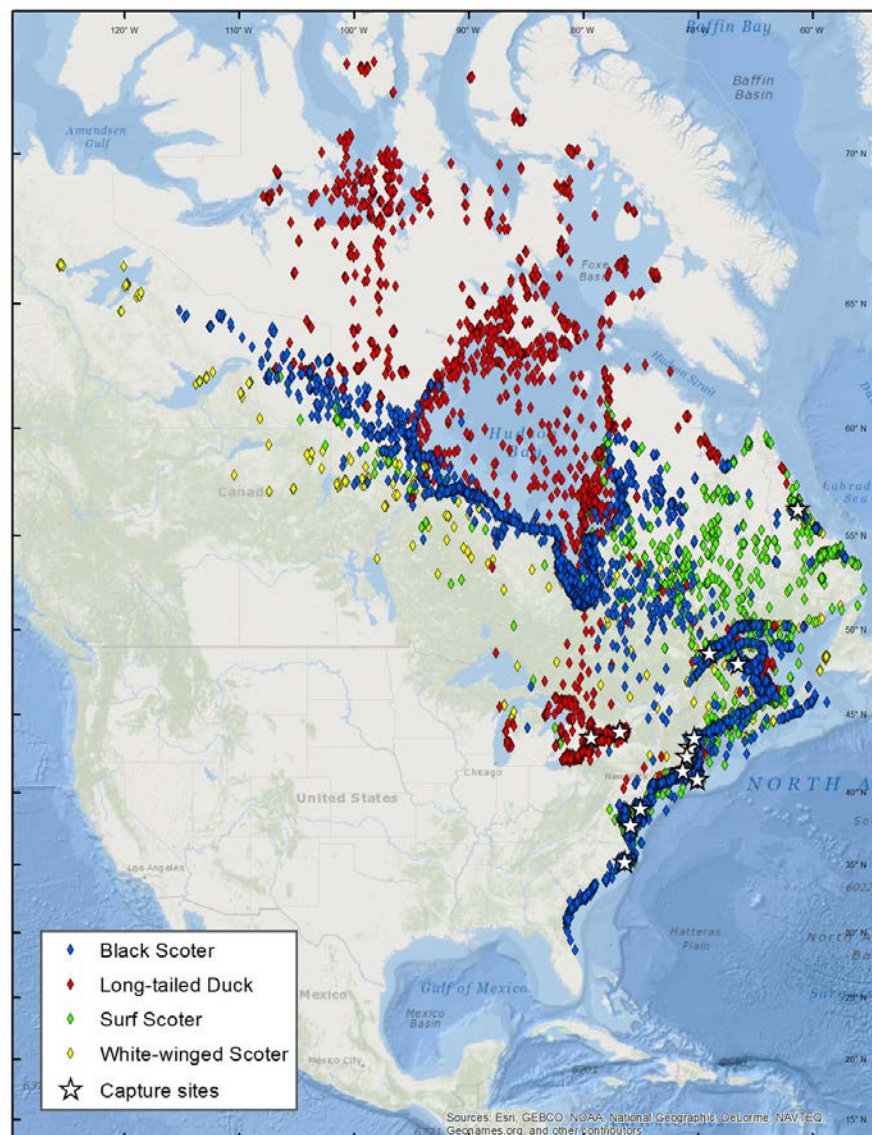 120° W 110° W 100° W 90° W 80° W 70° W 60° W
Baffin Bay
Baffin
Basin
Amundsen
Gulf
70° N
Foxe
Basin
65° N
Hudson Strait
60° N
Hudson
Bay
Canada
Labrador
Sea
55° N
50° N
45° N
Chicago
NORTH A
United States
40° N
Los Angeles
35° N
Hatteras
Plain
North A
30° N
Gulf of Mexico
Mexico
Mexico
Basin
25° N
México City
20° N
15° N
Black Scoter
Long-tailed Duck
Surf Scoter
White-winged Scoter
Capture sites
Sources: Esri, GEBCO, NOAA, National Geographic, DeLorme, NAVTEQ,
Geonames.org, and other contributors